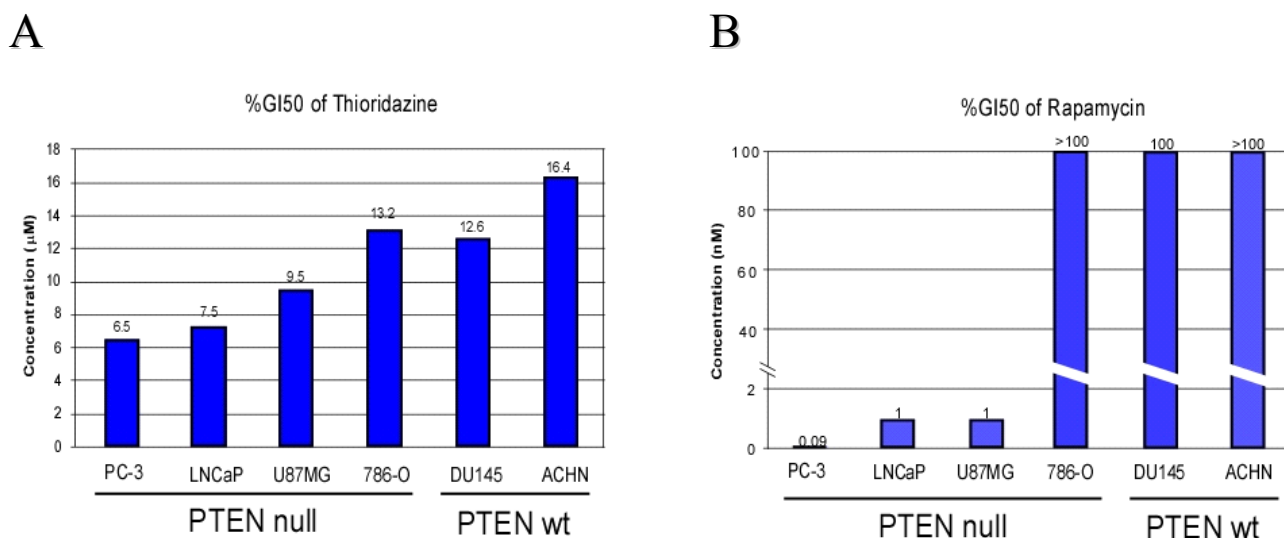 A
%GI50 of Thioridazine
Concentration (μM)
18
16
14
12
10
8
6
4
2
0
6.5
7.5
9.5
13.2
12.6
16.4
PC-3 LNCaP U87MG 786-O DU145 ACHN
PTEN null PTEN wt
B
%GI50 of Rapamycin
Concentration (nM)
100
80
60
40
2
0
0.09
1
1
>100
100
>100
PC-3 LNCaP U87MG 786-O DU145 ACHN
PTEN null PTEN wt